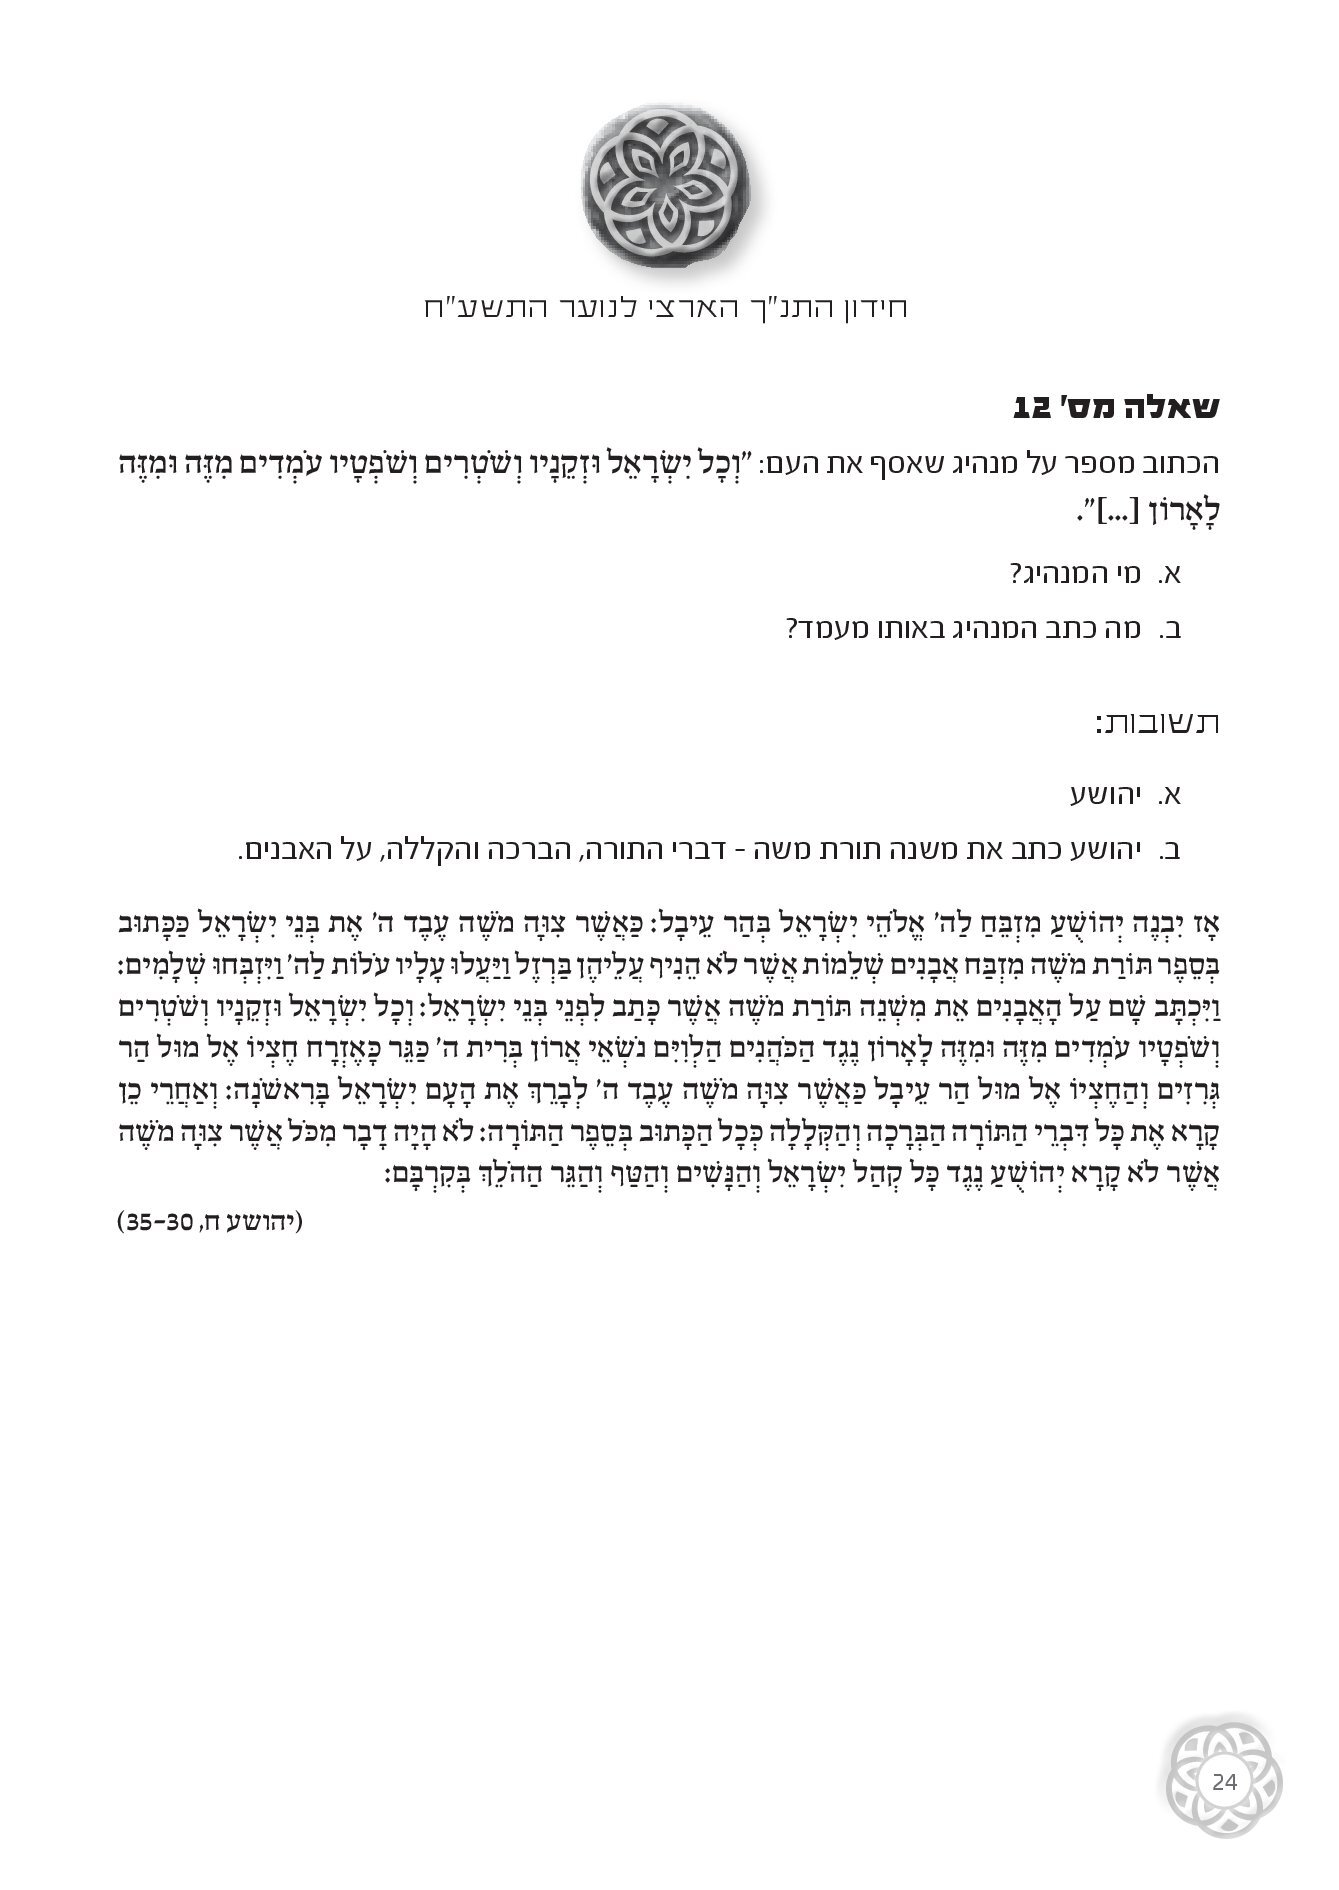 חידון התנ"ך הארצי לנוער התשע"ח
שאלה מס' 12
הכתוב מספר על מנהיג שאסף את העם: "וְכָל יִשְׂרָאֵל וּזְקֵנָיו וְשֹׁטְרִים וְשֹׁפְטָיו עֹמְדִים מִזֶּה וּמִזֶּה
לָאָרוֹן [...]".
א. מי המנהיג?
ב. מה כתב המנהיג באותו מעמד?
תשובות:
א. יהושע
ב. יהושע כתב את משנה תורת משה - דברי התורה, הברכה והקללה, על האבנים.
אָז יִבְנֶה יְהוֹשֻׁעַ מִזְבֵּחַ לַה' אֱלֹהֵי יִשְׂרָאֵל בְּהַר עֵיבָל: כַּאֲשֶׁר צִוָּה מֹשֶׁה עֶבֶד ה' אֶת בְּנֵי יִשְׂרָאֵל כַּכָּתוּב
בְּסֵפֶר תּוֹרַת מֹשֶׁה מִזְבַּח אֲבָנִים שְׁלֵמוֹת אֲשֶׁר לֹא הֵנִיף עֲלֵיהֶן בַּרְזֶל וַיַּעֲלוּ עָלָיו עֹלוֹת לַה' וַיִּזְבְּחוּ שְׁלָמִים:
וַיִּכְתָּב שָׁם עַל הָאֲבָנִים אֵת מִשְׁנֵה תּוֹרַת מֹשֶׁה אֲשֶׁר כָּתַב לִפְנֵי בְּנֵי יִשְׂרָאֵל: וְכָל יִשְׂרָאֵל וּזְקֵנָיו וְשֹׁטְרִים
וְשֹׁפְטָיו עֹמְדִים מִזֶּה וּמִזֶּה לָאָרוֹן נֶגֶד הַכֹּהֲנִים הַלְוִיִּם נֹשְׂאֵי אֲרוֹן בְּרִית ה' כַּגֵּר כָּאֶזְרָח חֶצְיוֹ אֶל מוּל הַר
גְּרִזִים וְהַחֶצְיוֹ אֶל מוּל הַר עֵיבָל כַּאֲשֶׁר צִוָּה מֹשֶׁה עֶבֶד ה' לְבָרֵךְ אֶת הָעָם יִשְׂרָאֵל בָּרִאשֹׁנָה: וְאַחֲרֵי כֵן
קָרָא אֶת כָּל דִּבְרֵי הַתּוֹרָה הַבְּרָכָה וְהַקְּלָלָה כְּכָל הַכָּתוּב בְּסֵפֶר הַתּוֹרָה: לֹא הָיָה דָבָר מִכֹּל אֲשֶׁר צִוָּה מֹשֶׁה
אֲשֶׁר לֹא קָרָא יְהוֹשֻׁעַ נֶגֶד כָּל קְהַל יִשְׂרָאֵל וְהַנָּשִׁים וְהַטַּף וְהַגֵּר הַהֹלֵךְ בְּקִרְבָּם:
(יהושע ח, 30-35)
24